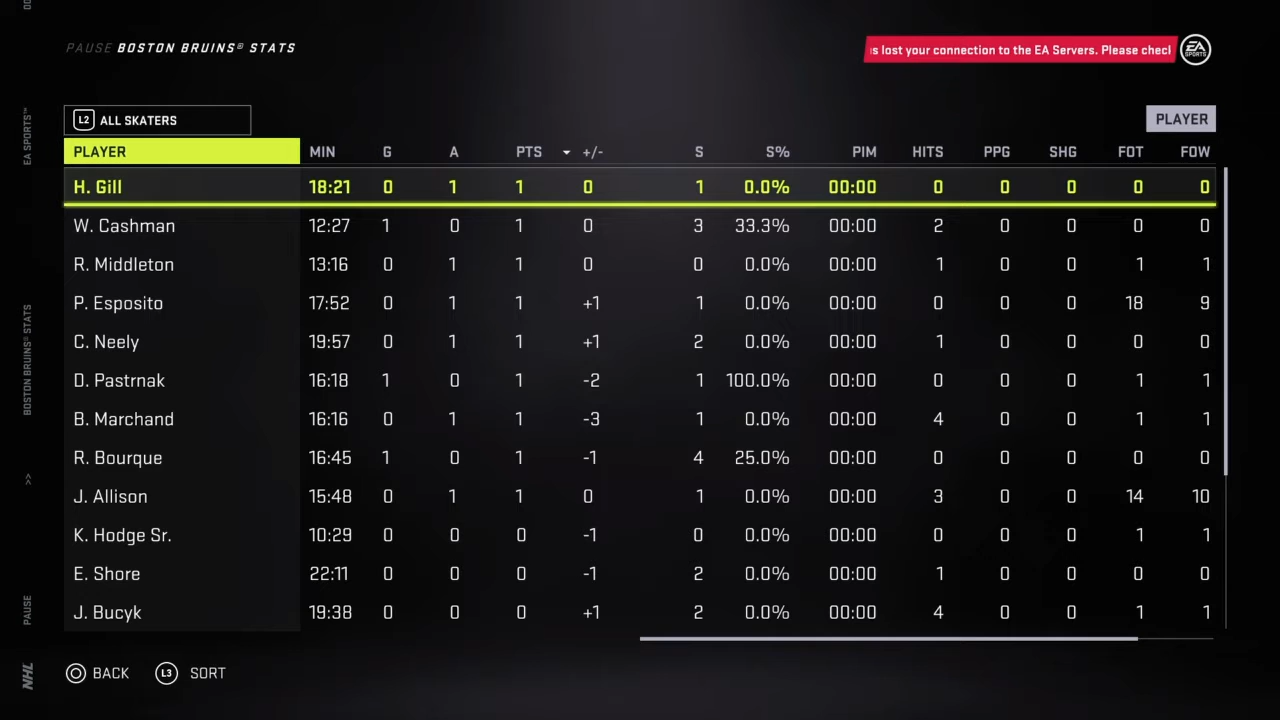 PAUSE BOSTON BRUINS® STATS
s lost your connection to the EA Servers. Please checl
EA SPORTS
L2 ALL SKATERS
PLAYER
PLAYER MIN G A PTS +/- S S% PIM HITS PPG SHG FOT FOW
H. Gill 18:21 0 1 1 0 1 0.0% 00:00 0 0 0 0 0
W. Cashman 12:27 1 0 1 0 3 33.3% 00:00 2 0 0 0 0
R. Middleton 13:16 0 1 1 0 0 0.0% 00:00 1 0 0 1 1
P. Esposito 17:52 0 1 1 +1 1 0.0% 00:00 0 0 0 18 9
C. Neely 19:57 0 1 1 +1 2 0.0% 00:00 1 0 0 0 0
D. Pastrnak 16:18 1 0 1 -2 1 100.0% 00:00 0 0 0 1 1
B. Marchand 16:16 0 1 1 -3 1 0.0% 00:00 4 0 0 1 1
R. Bourque 16:45 1 0 1 -1 4 25.0% 00:00 0 0 0 0 0
J. Allison 15:48 0 1 1 0 1 0.0% 00:00 3 0 0 14 10
K. Hodge Sr. 10:29 0 0 0 -1 0 0.0% 00:00 0 0 0 1 1
E. Shore 22:11 0 0 0 -1 2 0.0% 00:00 1 0 0 0 0
J. Bucyk 19:38 0 0 0 +1 2 0.0% 00:00 4 0 0 1 1
BACK L3 SORT
NHL PAUSE >> BOSTON BRUINS® STATS EA SPORTS™